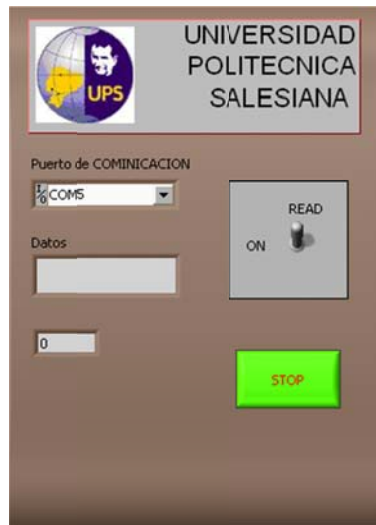 UNIVERSIDAD
POLITECNICA
SALESIANA
UPS
Puerto de COMINICACION
I/O COM5
READ
ON
Datos
0
STOP